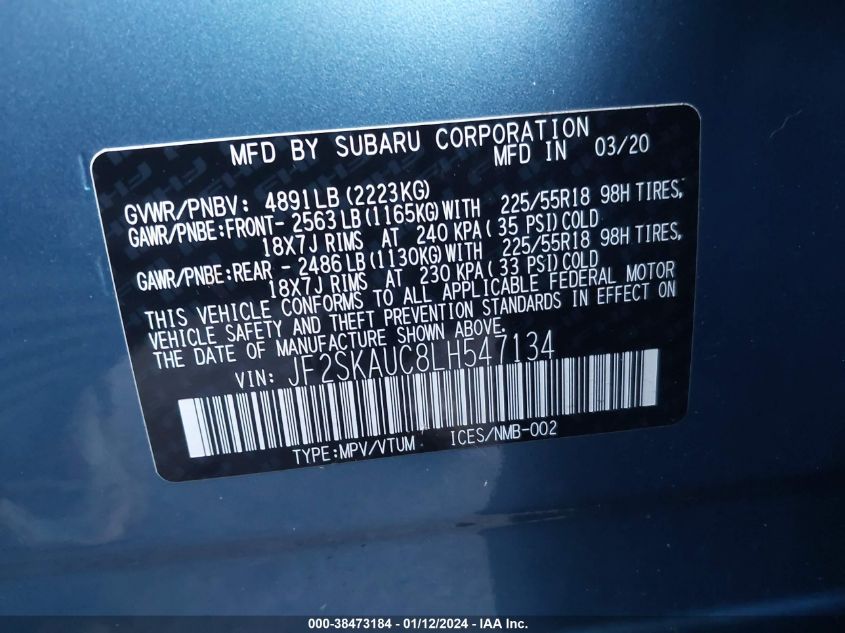 MFD BY SUBARU CORPORATION
MFD IN 03/20
GVWR/PNBV: 4891LB (2223KG)
GAWR/PNBE:FRONT- 2563LB(1165KG)WITH 225/55R18 98H TIRES,
18X7J RIMS AT 240 KPA( 35 PSI)COLD
GAWR/PNBE:REAR - 2486LB(1130KG)WITH 225/55R18 98H TIRES,
18X7J RIMS AT 230 KPA( 33 PSI)COLD
THIS VEHICLE CONFORMS TO ALL APPLICABLE FEDERAL MOTOR
VEHICLE SAFETY AND THEFT PREVENTION STANDARDS IN EFFECT ON
THE DATE OF MANUFACTURE SHOWN ABOVE.
VIN: JF2SKAUC8LH547134
TYPE:MPV/VTUM ICES/NMB-002
000-38473184 - 01/12/2024 - IAA Inc.